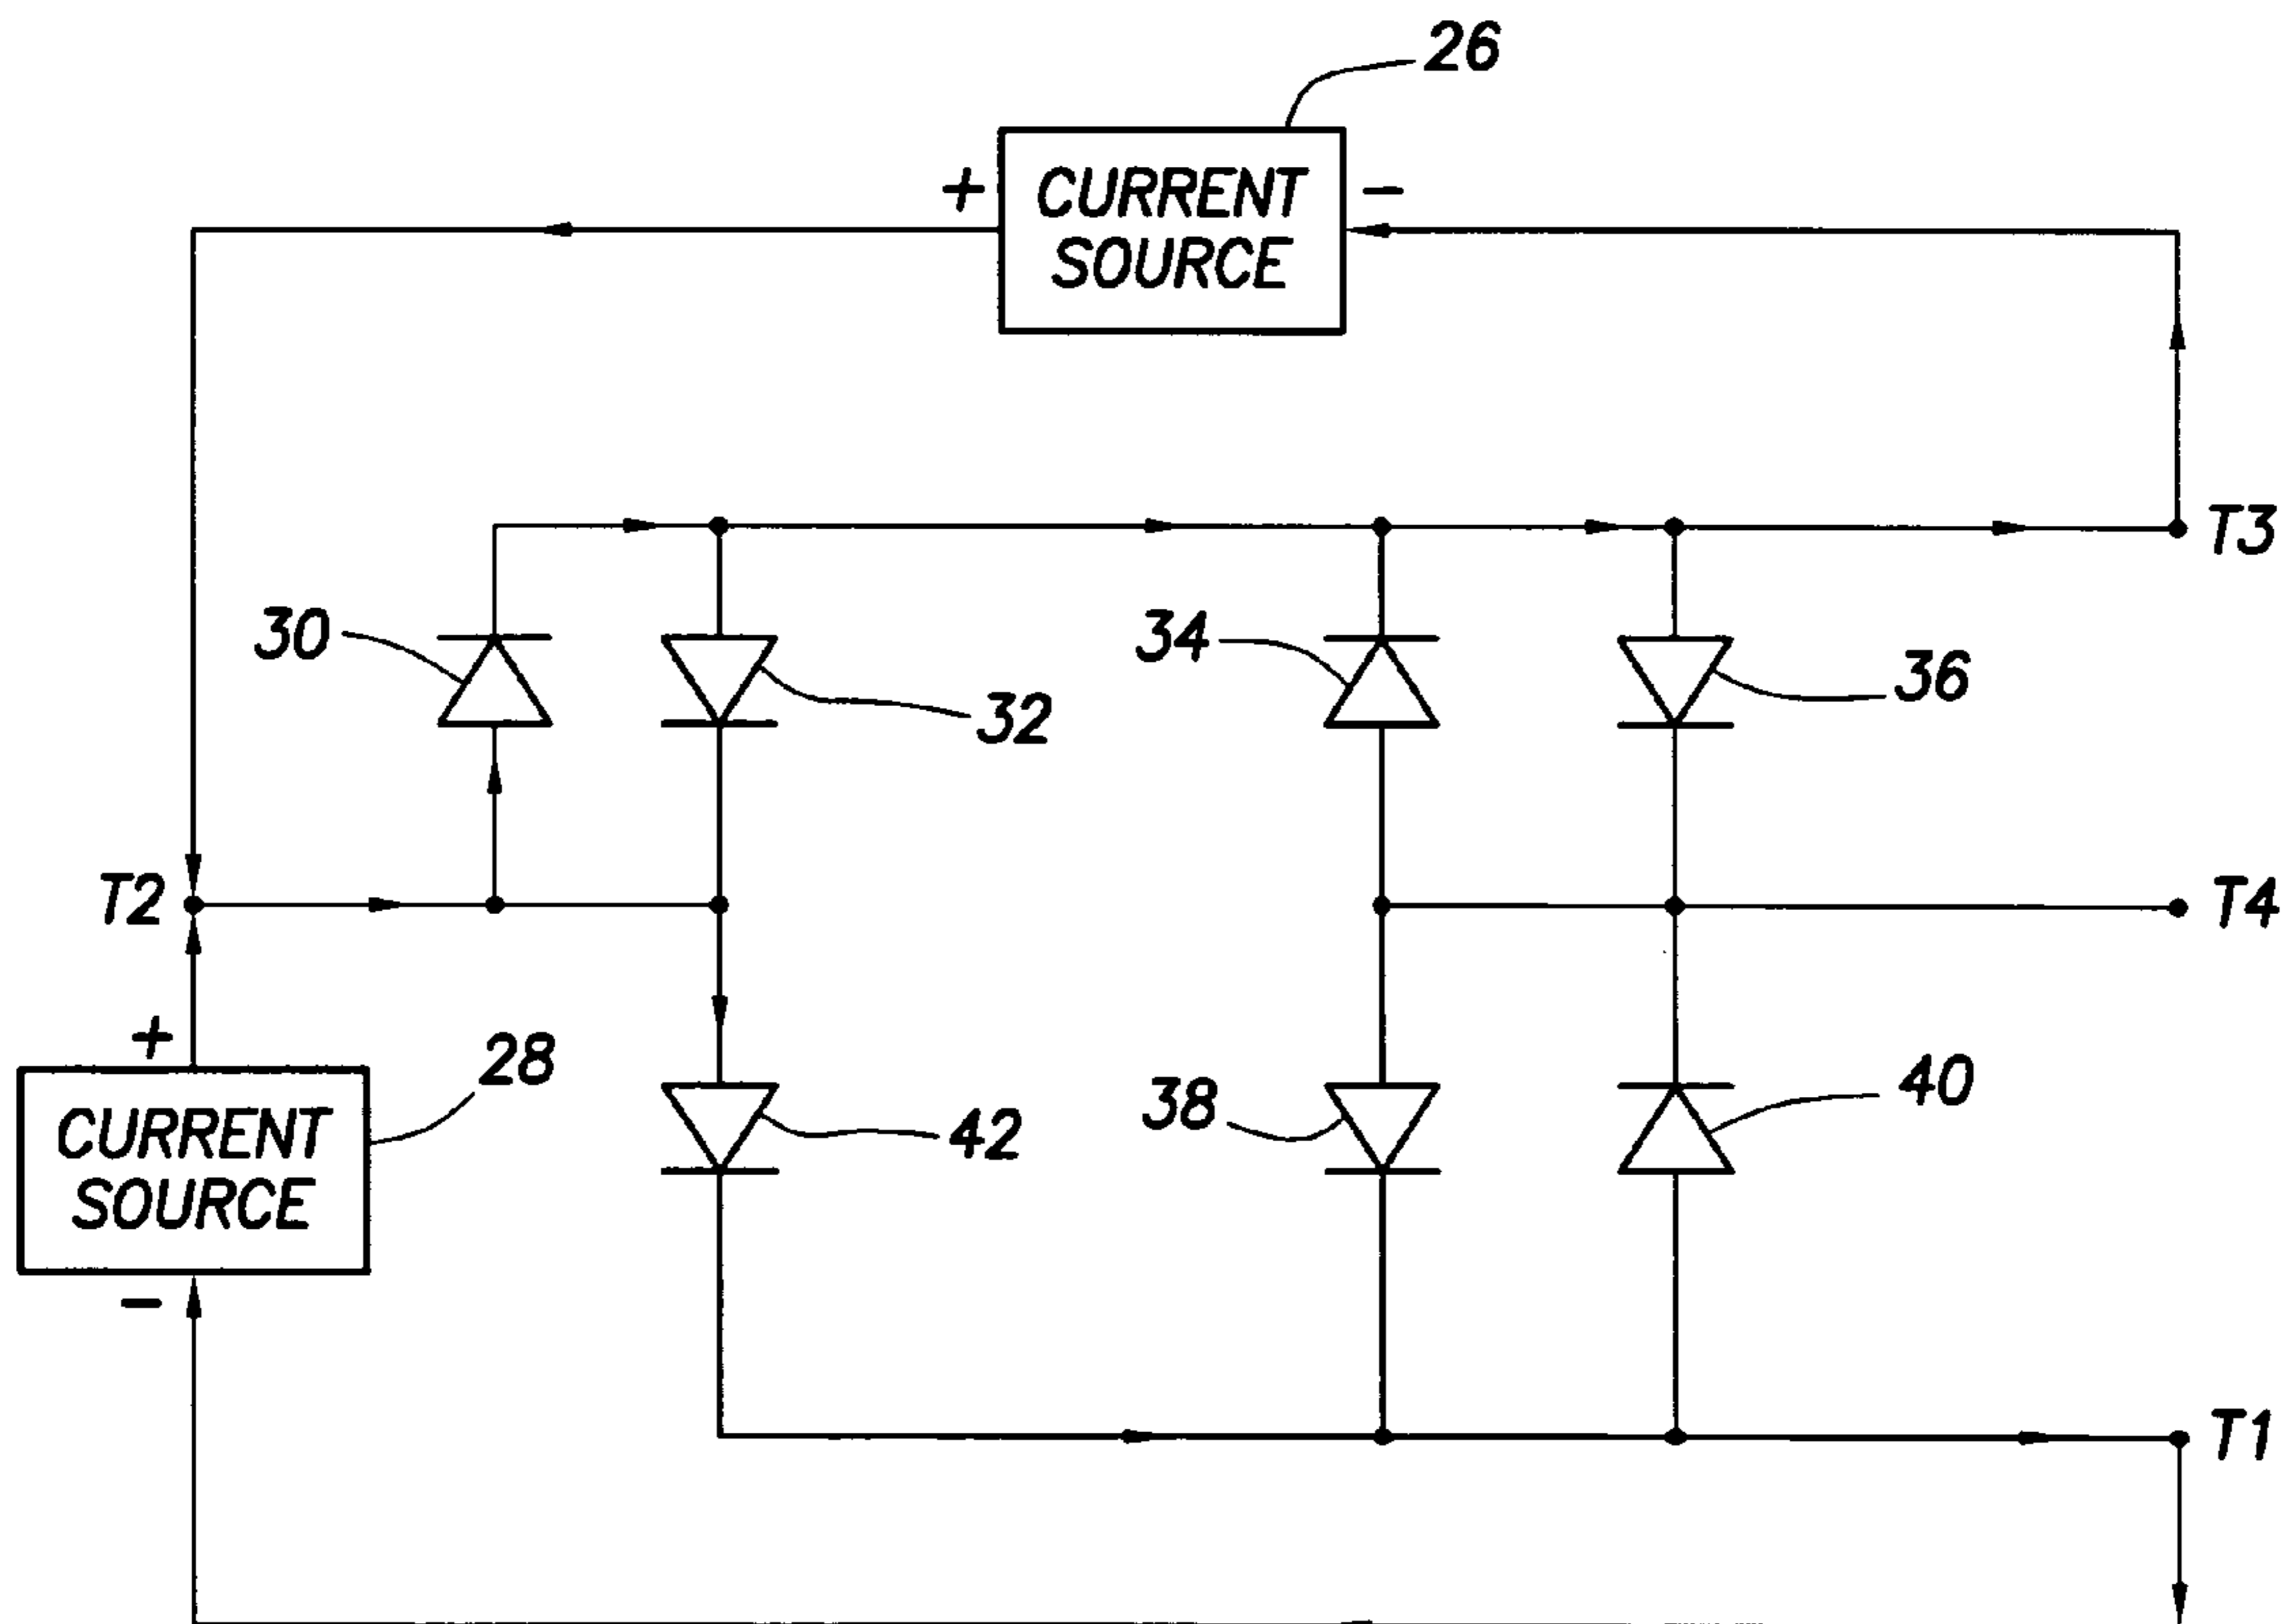 26
+
CURRENT
SOURCE
−
T3
30
32
34
36
T2
T4
+
28
CURRENT
SOURCE
−
42
38
40
T1